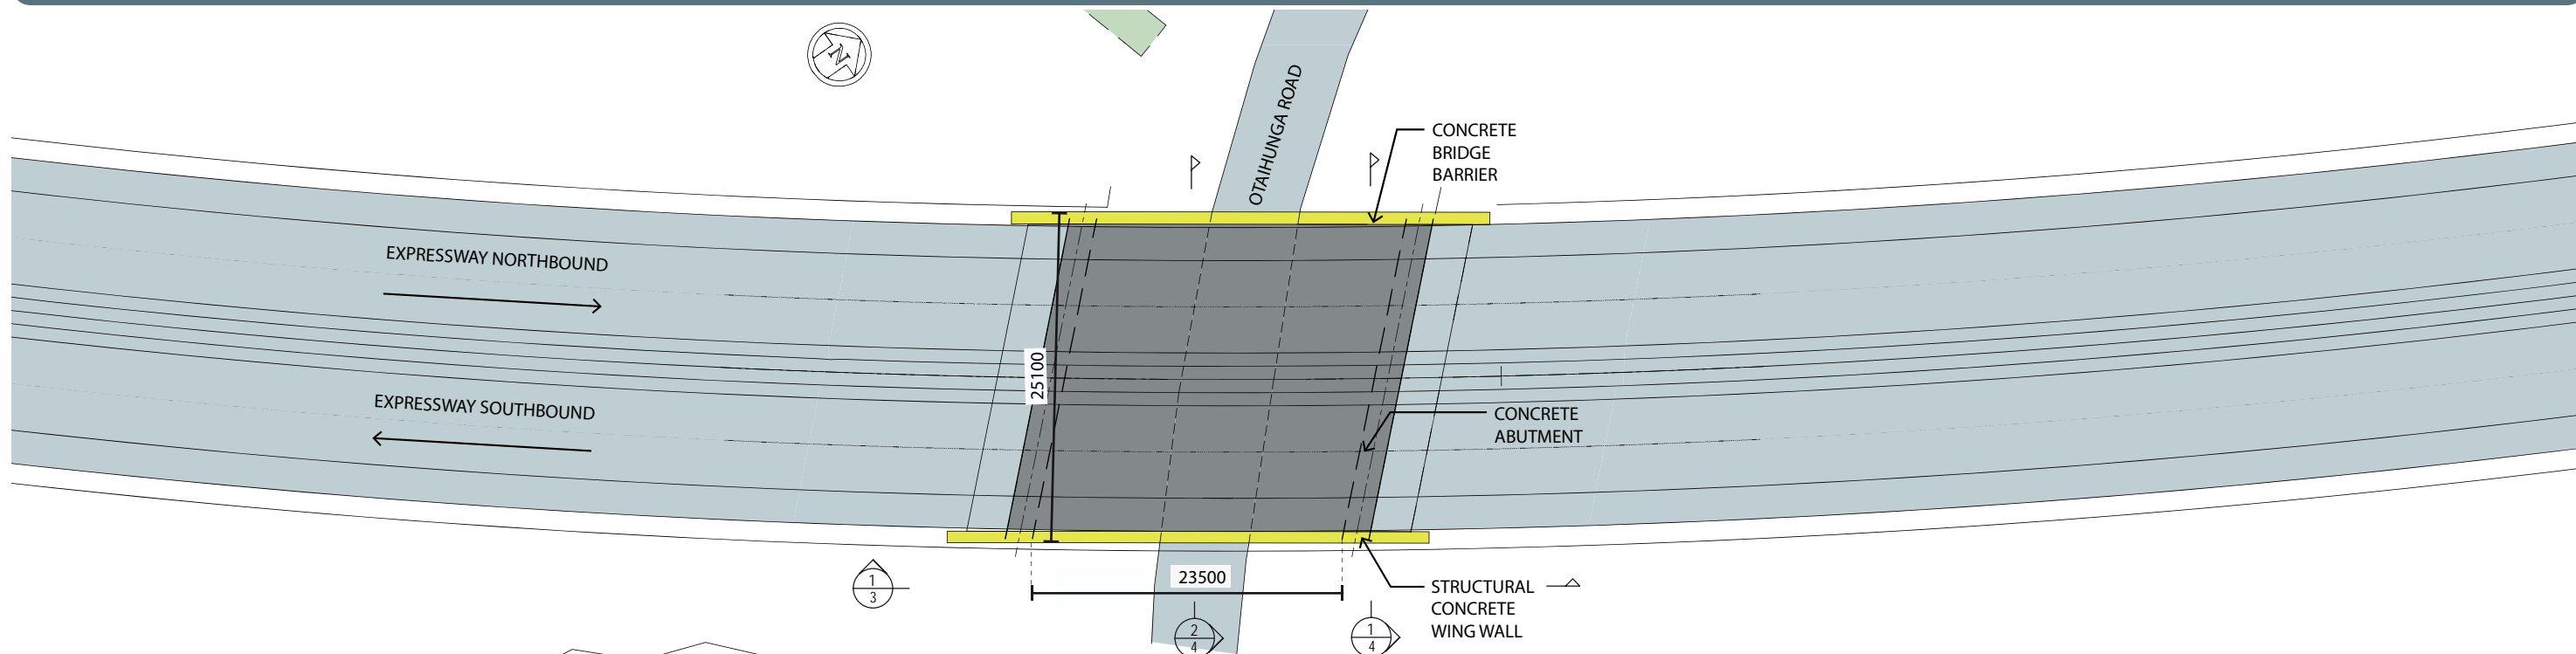 N
OTAIHUNGA ROAD
CONCRETE
BRIDGE
BARRIER
EXPRESSWAY NORTHBOUND
25100
EXPRESSWAY SOUTHBOUND
CONCRETE
ABUTMENT
23500
1
3
STRUCTURAL
CONCRETE
WING WALL
2
4
1
4